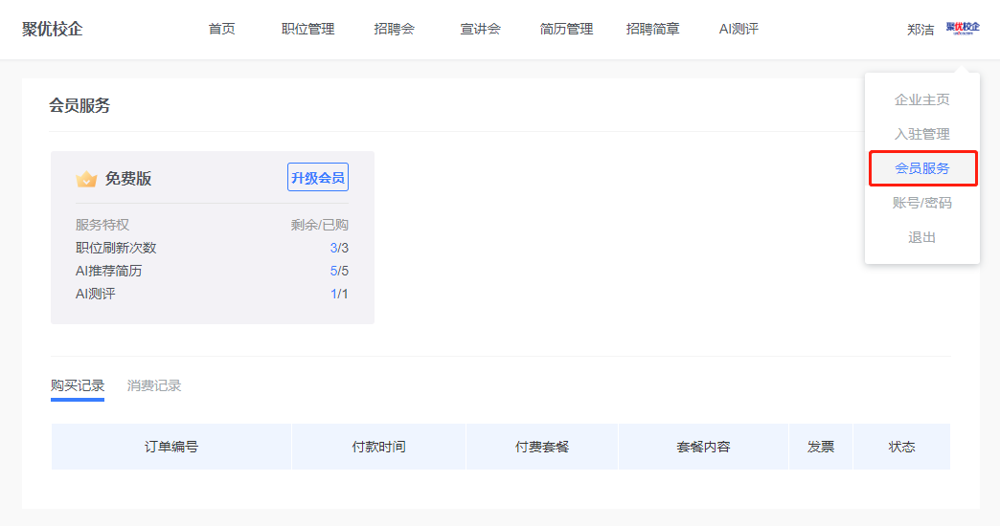 聚优校企 首页 职位管理 招聘会 宣讲会 简历管理 招聘简章 AI测评 郑洁 聚优校企
企业主页
入驻管理
会员服务
账号/密码
退出
会员服务
免费版 升级会员
服务特权 剩余/已购
职位刷新次数 3/3
AI推荐简历 5/5
AI测评 1/1
购买记录 消费记录
订单编号 付款时间 付费套餐 套餐内容 发票 状态